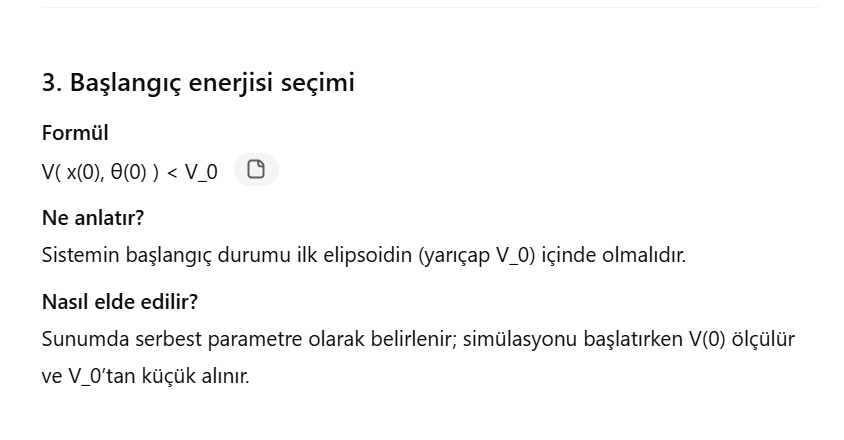 3. Başlangıç enerjisi seçimi
Formül
V( x(0), θ(0) ) < V_0
Ne anlatır?
Sistemin başlangıç durumu ilk elipsoidin (yarıçap V_0) içinde olmalıdır.
Nasıl elde edilir?
Sunumda serbest parametre olarak belirlenir; simülasyonu başlatırken V(0) ölçülür
ve V_0’tan küçük alınır.